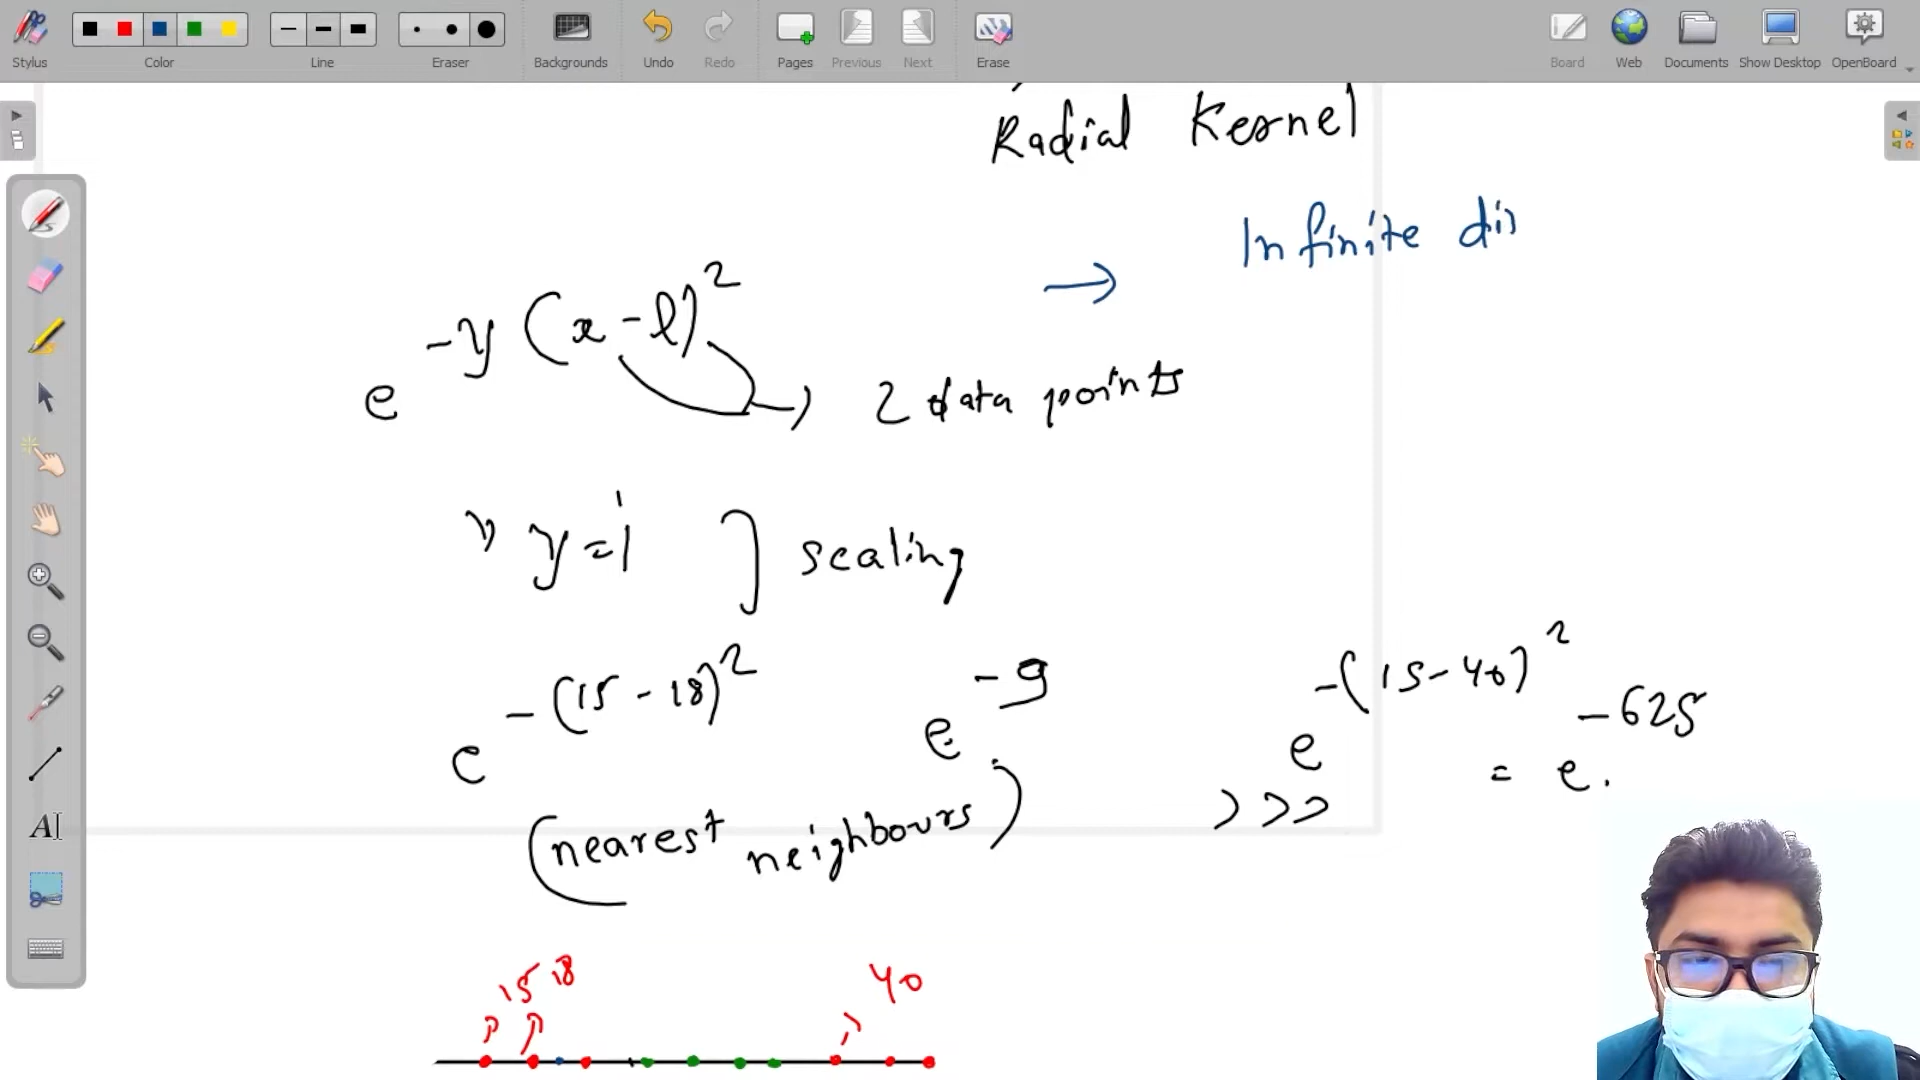 Stylus Color Line Eraser Backgrounds Undo Redo Pages Previous Next Erase Board Web Documents Show Desktop OpenBoard
Radial Kernel
→ Infinite di
e^-γ(x-l)^2
→ 2 data points
γ=1 ] scaling
e^-(15-18)^2 e^-9 >>> e^-(15-40)^2 = e^-625
(nearest neighbours)
15 18 40